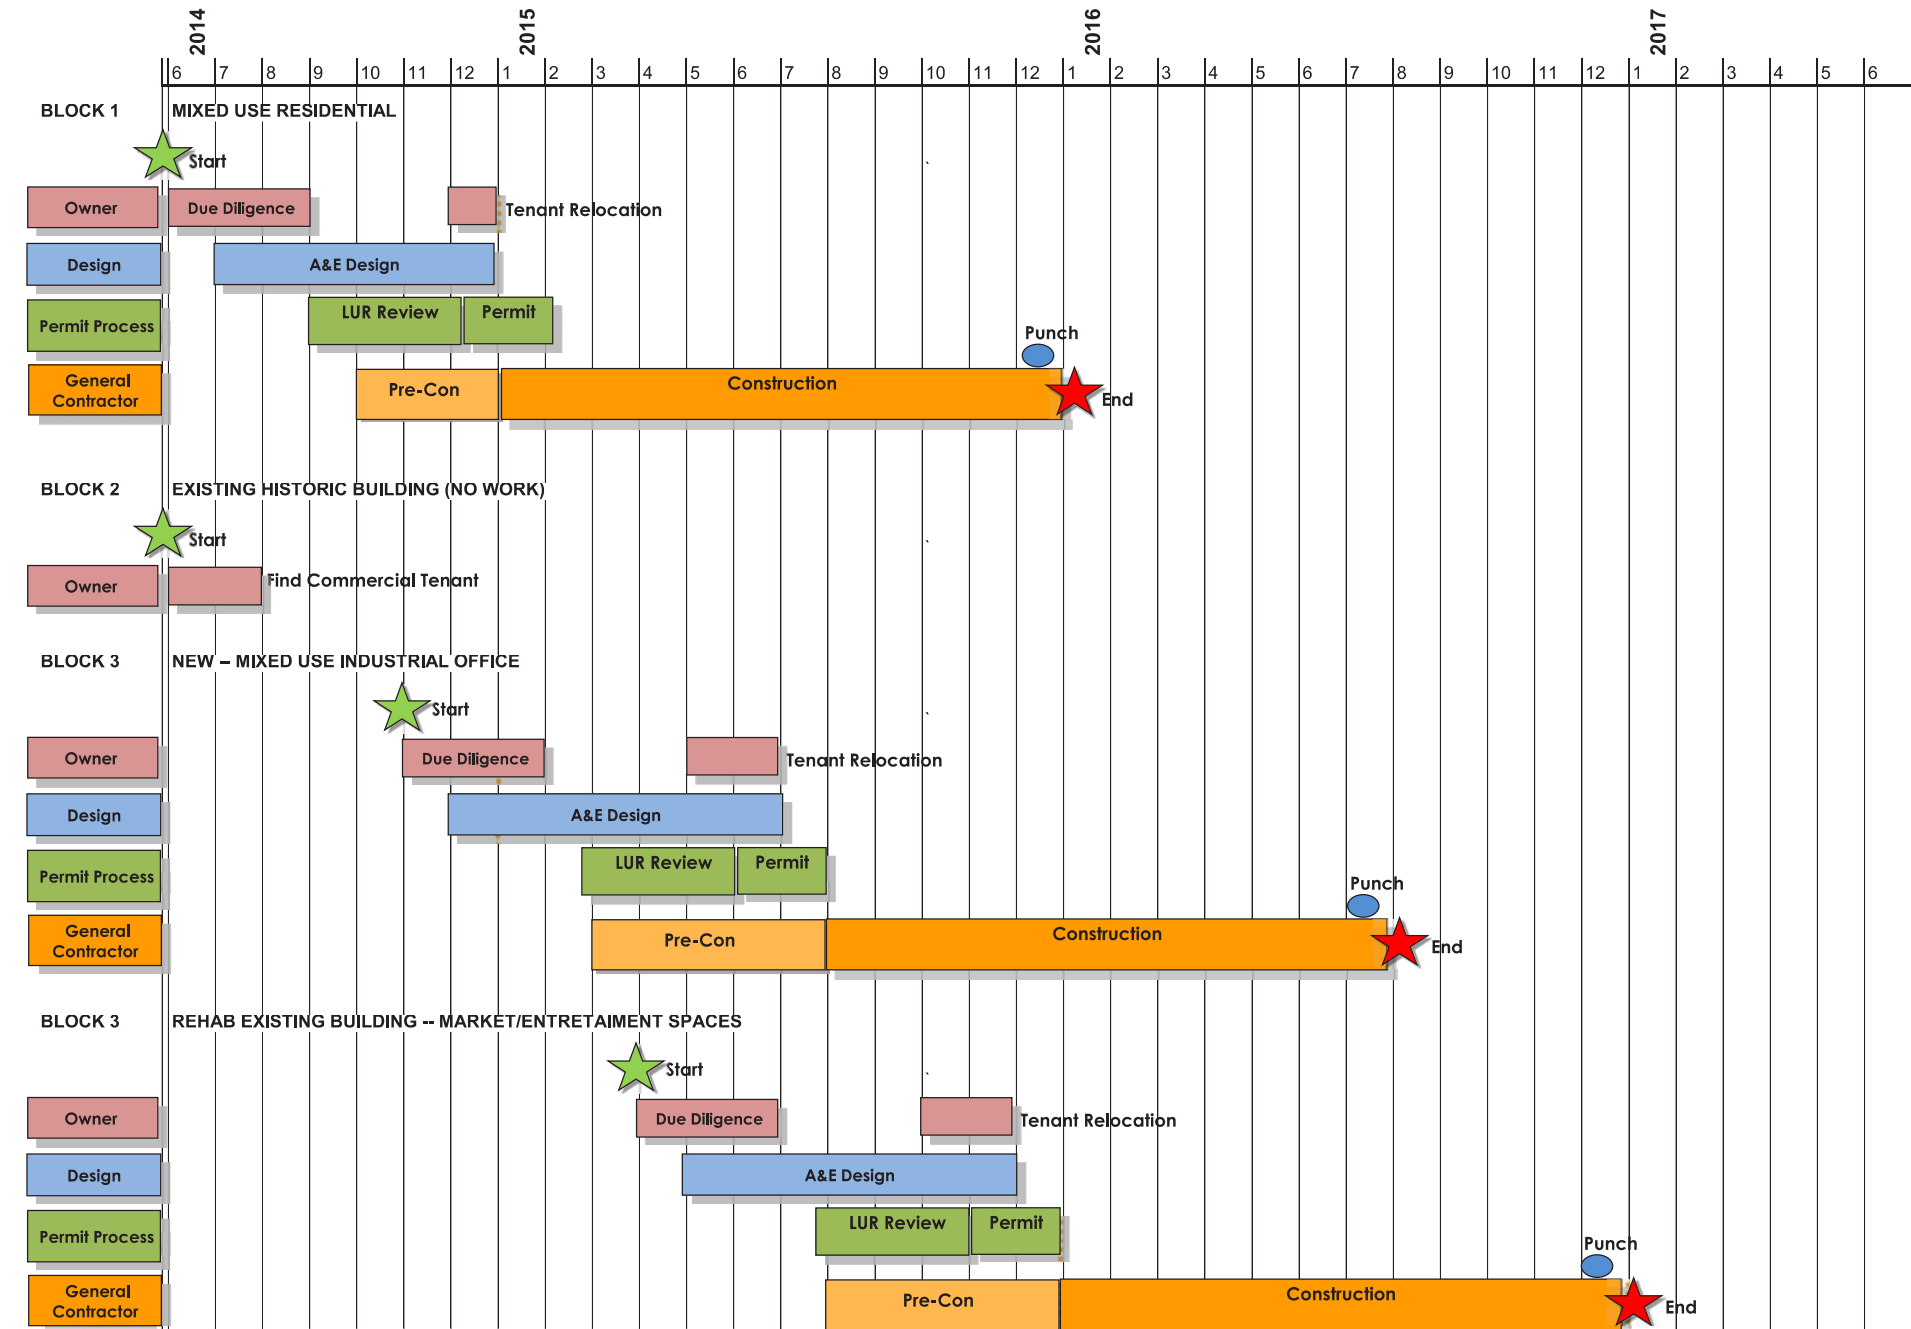 2014 2015 2016 2017
6 7 8 9 10 11 12 1 2 3 4 5 6 7 8 9 10 11 12 1 2 3 4 5 6 7 8 9 10 11 12 1 2 3 4 5 6
BLOCK 1 MIXED USE RESIDENTIAL
Start
Owner Due Diligence Tenant Relocation
Design A&E Design
LUR Review Permit
Permit Process
Punch
General
Contractor
Pre-Con Construction
End
BLOCK 2 EXISTING HISTORIC BUILDING (NO WORK)
Start
Owner Find Commercial Tenant
BLOCK 3 NEW – MIXED USE INDUSTRIAL OFFICE
Start
Owner Due Diligence Tenant Relocation
Design A&E Design
LUR Review Permit
Permit Process
Punch
General
Contractor
Pre-Con Construction
End
BLOCK 3 REHAB EXISTING BUILDING -- MARKET/ENTRETAIMENT SPACES
Start
Owner Due Diligence Tenant Relocation
Design A&E Design
LUR Review Permit
Permit Process
Punch
General
Contractor
Pre-Con Construction
End